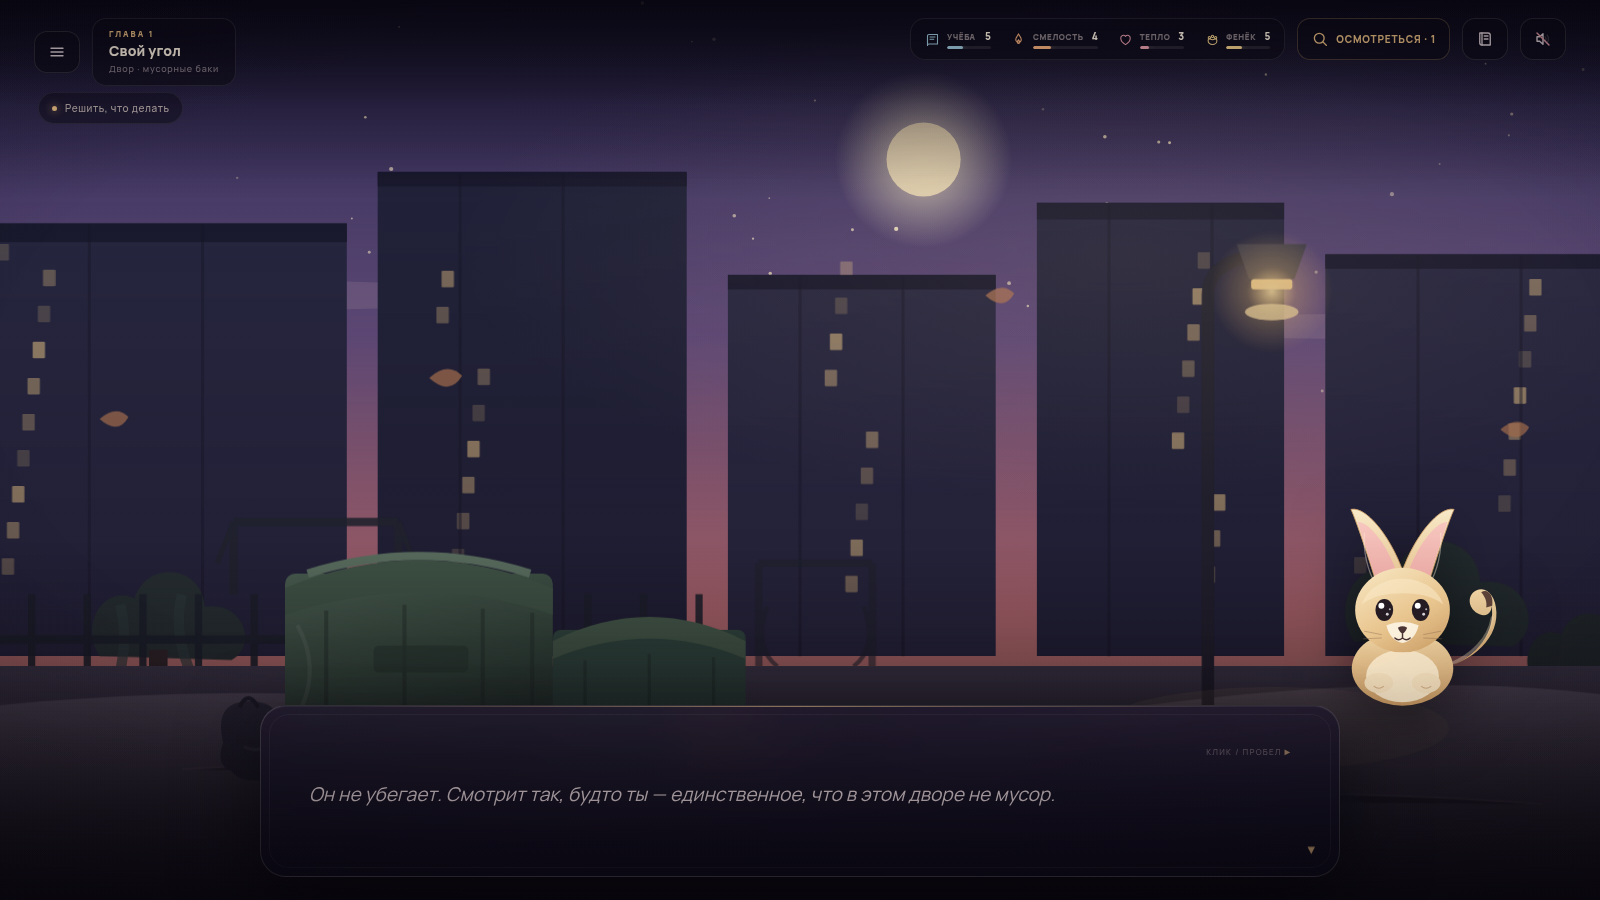 ГЛАВА 1
Свой угол
Двор · мусорные баки
Решить, что делать
УЧЁБА 5
СМЕЛОСТЬ 4
ТЕПЛО 3
ФЕНЁК 5
ОСМОТРЕТЬСЯ · 1
КЛИК / ПРОБЕЛ ▶
Он не убегает. Смотрит так, будто ты — единственное, что в этом дворе не мусор.
▼